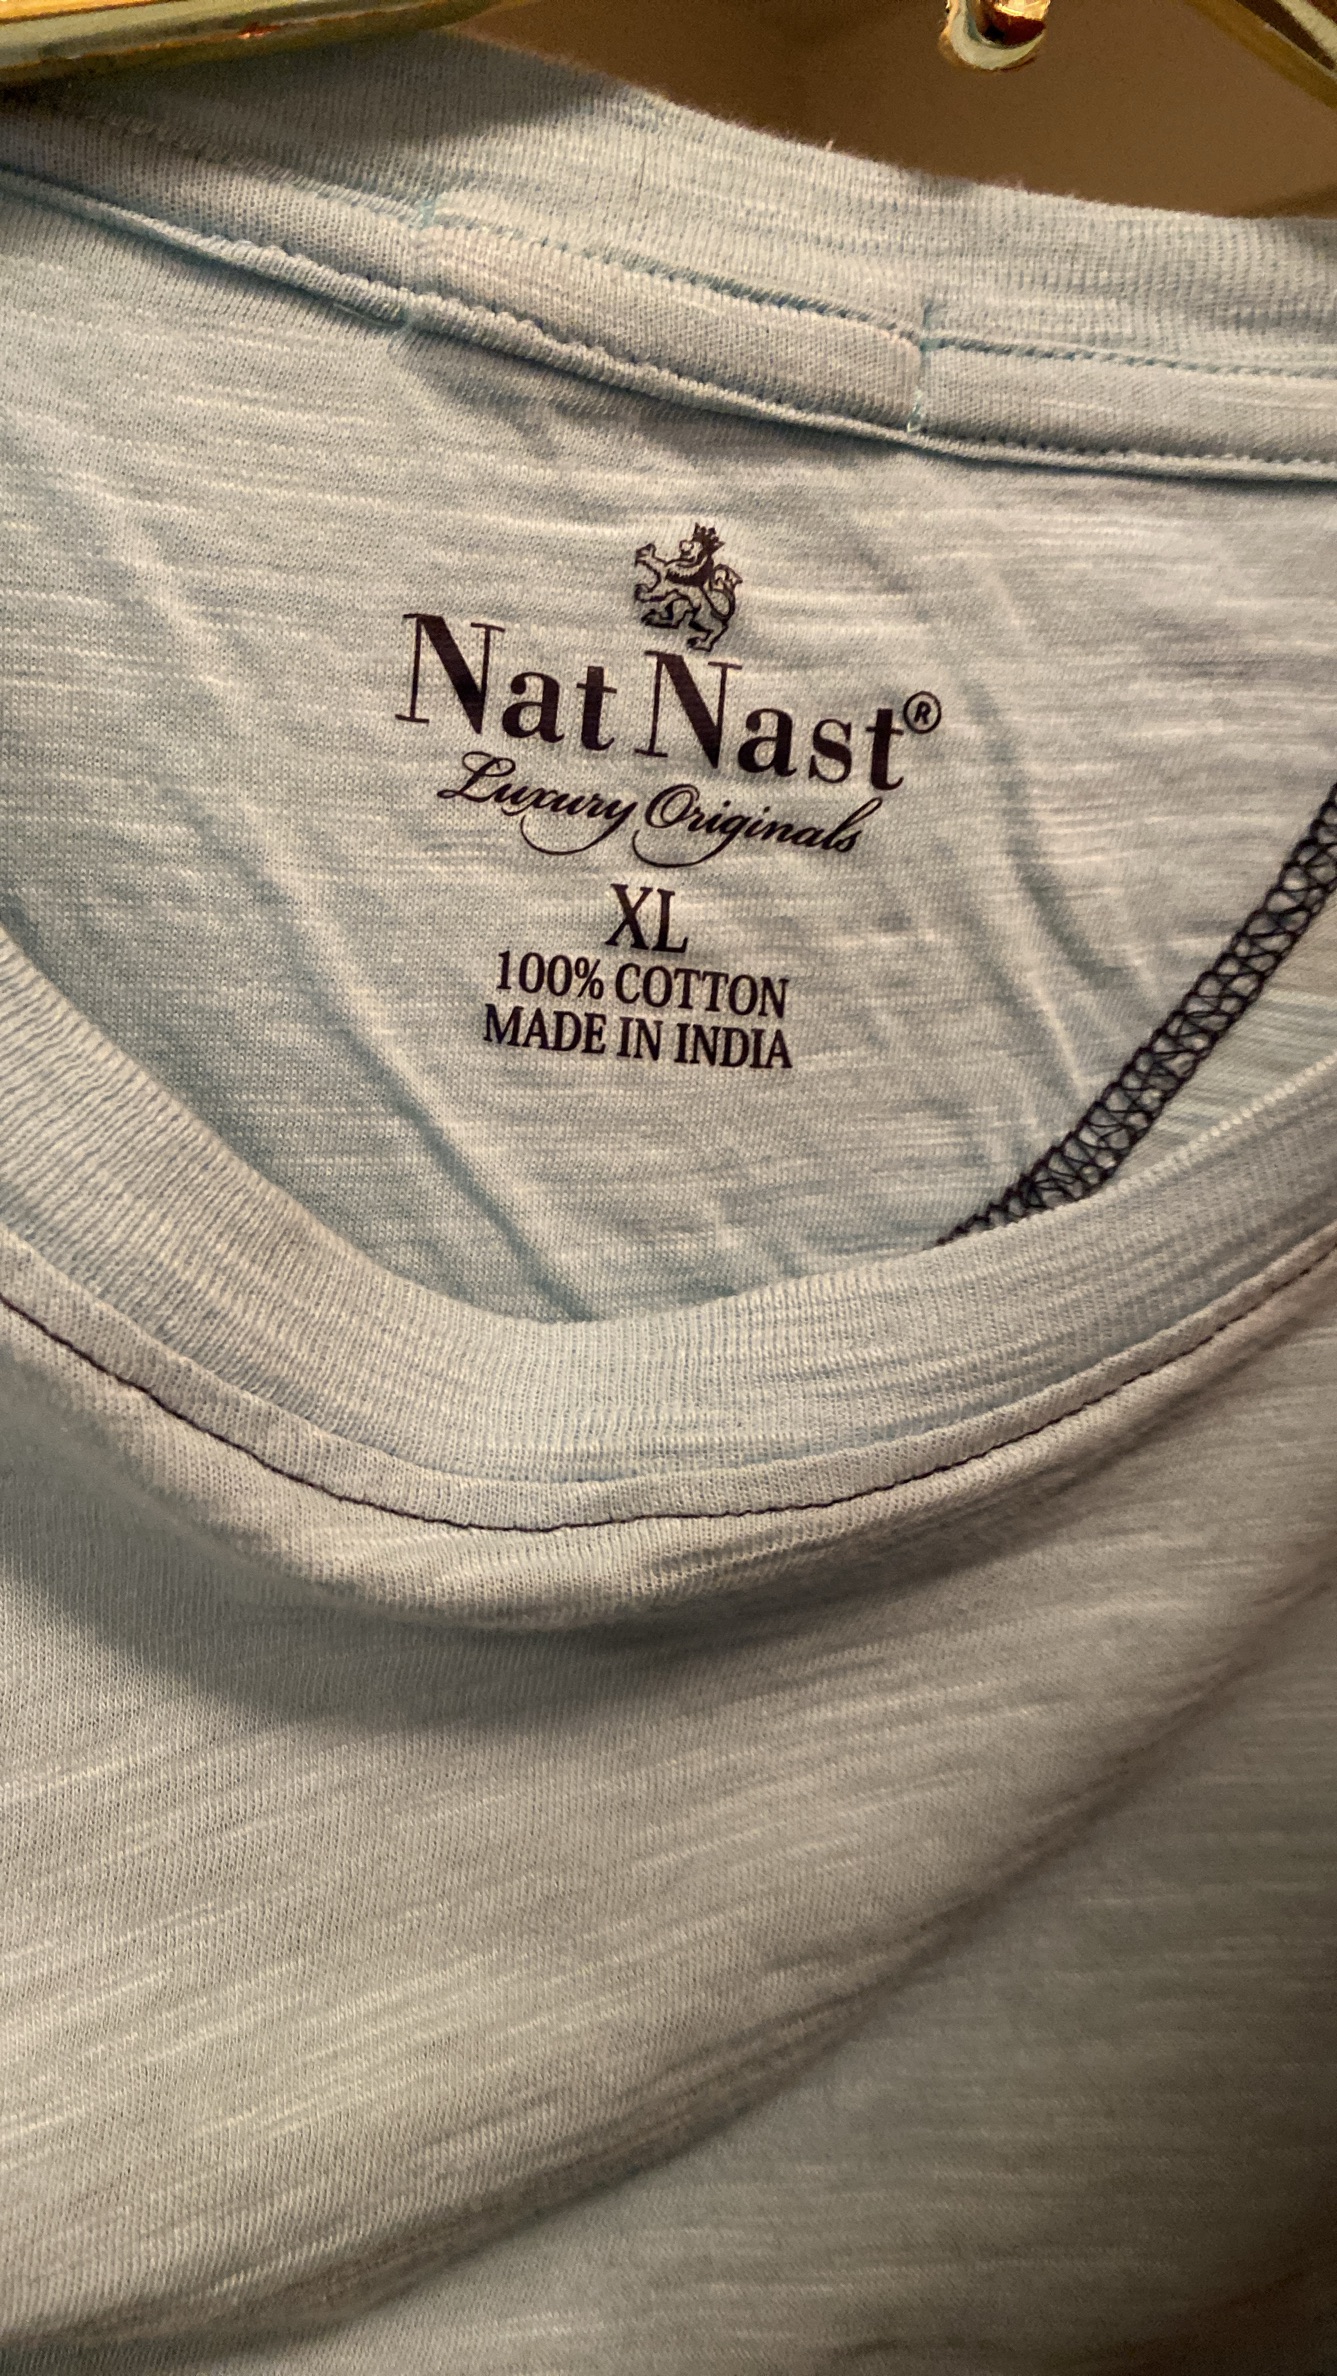 Nat Nast®
Luxury Originals
XL
100% COTTON
MADE IN INDIA